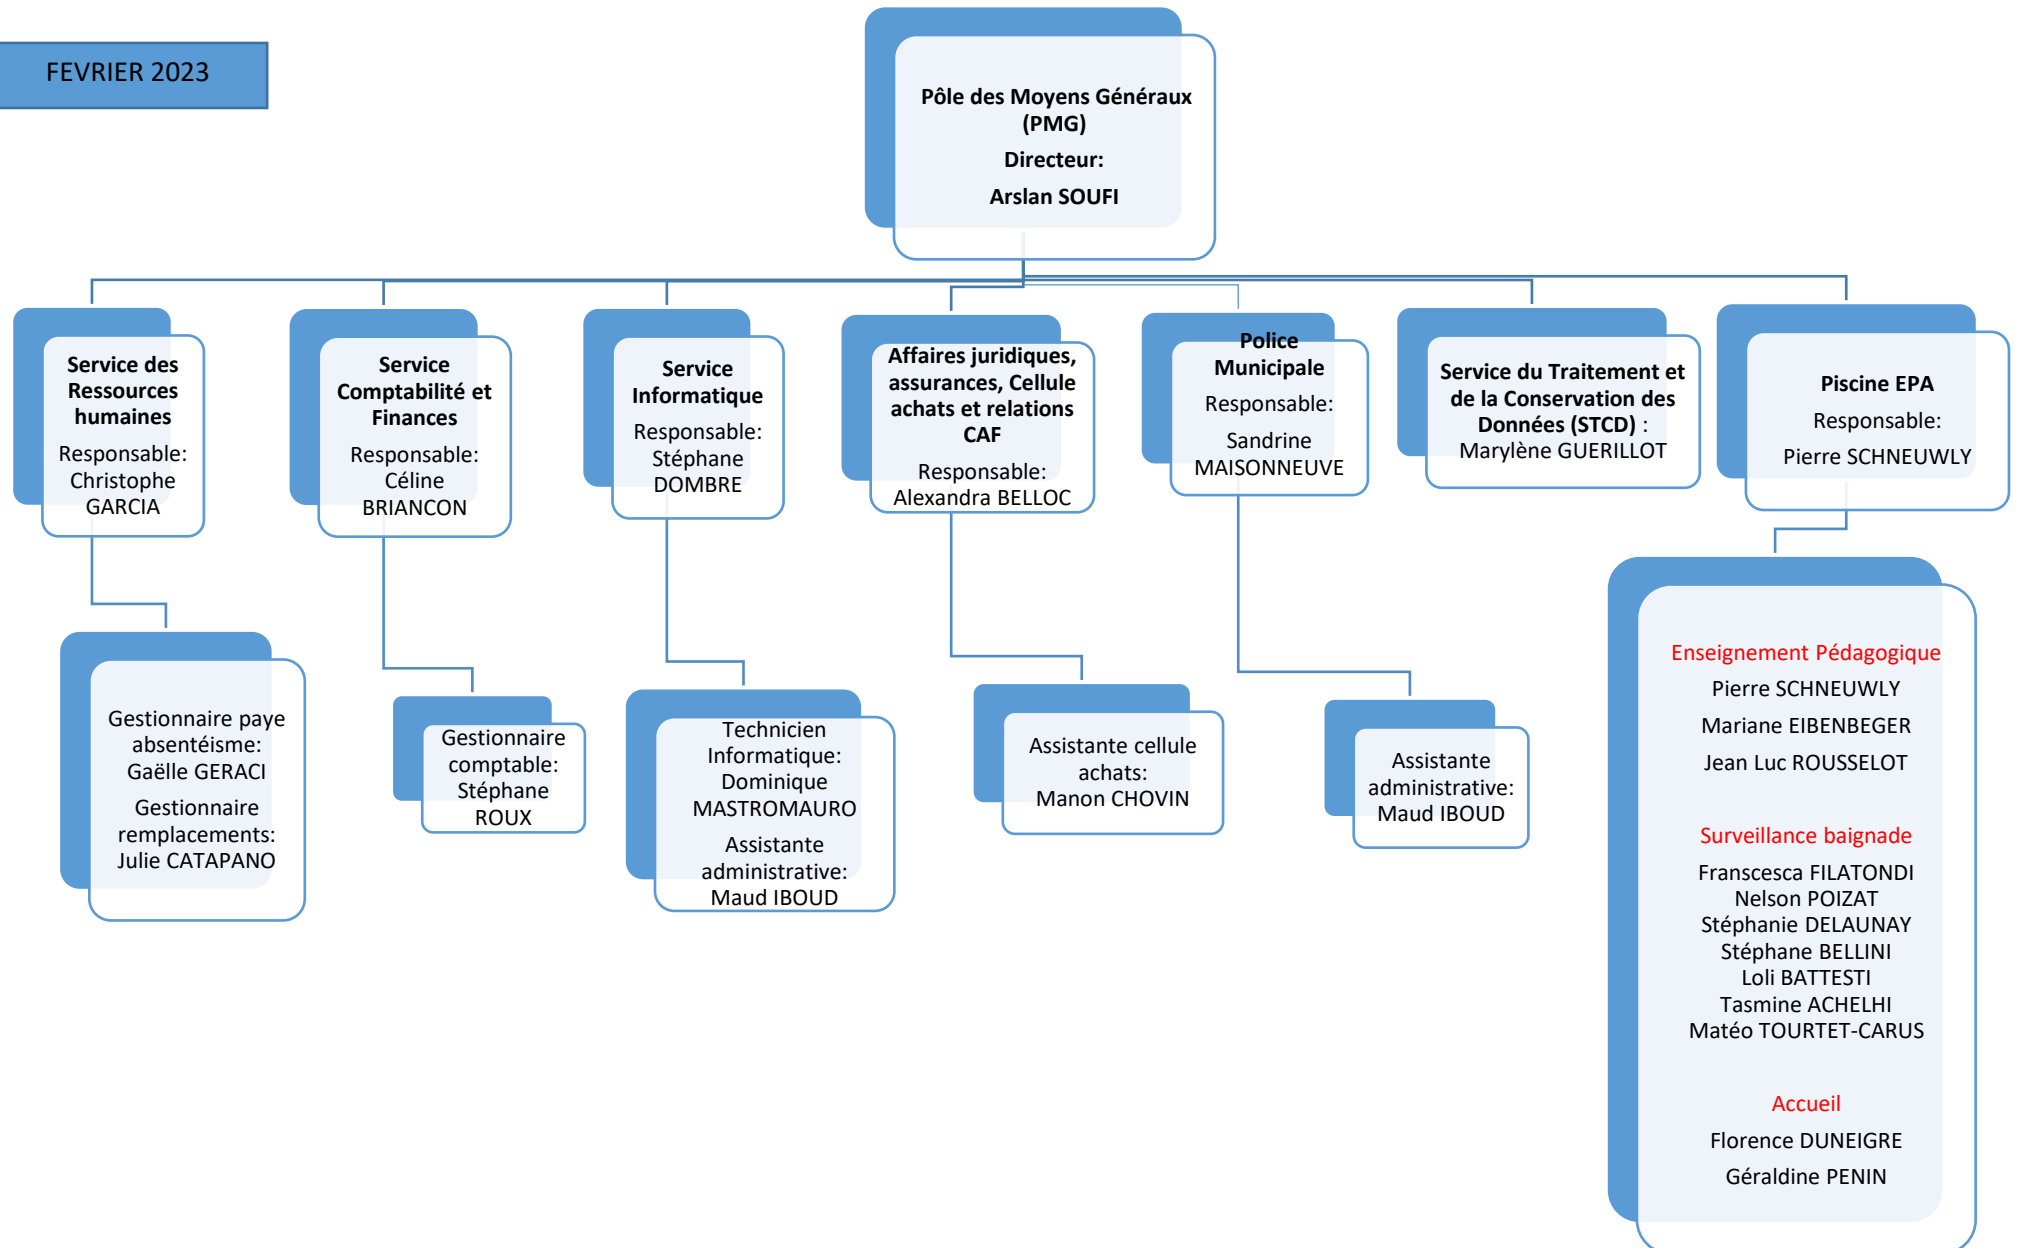 FEVRIER 2023
Pôle des Moyens Généraux
(PMG)
Directeur:
Arslan SOUFI
Service des
Ressources
humaines
Responsable:
Christophe
GARCIA
Service
Comptabilité et
Finances
Responsable:
Céline
BRIANCON
Service
Informatique
Responsable:
Stéphane
DOMBRE
Affaires juridiques,
assurances, Cellule
achats et relations
CAF
Responsable:
Alexandra BELLOC
Police
Municipale
Responsable:
Sandrine
MAISONNEUVE
Service du Traitement et
de la Conservation des
Données (STCD) :
Marylène GUERILLOT
Piscine EPA
Responsable:
Pierre SCHNEUWLY
Gestionnaire paye
absentéisme:
Gaëlle GERACI
Gestionnaire
remplacements:
Julie CATAPANO
Gestionnaire
comptable:
Stéphane
ROUX
Technicien
Informatique:
Dominique
MASTROMAURO
Assistante
administrative:
Maud IBOUD
Assistante cellule
achats:
Manon CHOVIN
Assistante
administrative:
Maud IBOUD
Enseignement Pédagogique
Pierre SCHNEUWLY
Mariane EIBENBEGER
Jean Luc ROUSSELOT
Surveillance baignade
Franscesca FILATONDI
Nelson POIZAT
Stéphanie DELAUNAY
Stéphane BELLINI
Loli BATTESTI
Tasmine ACHELHI
Matéo TOURTET-CARUS
Accueil
Florence DUNEIGRE
Géraldine PENIN